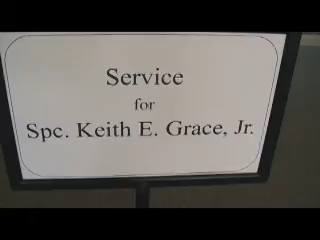 Service
for
Spc. Keith E. Grace, Jr.